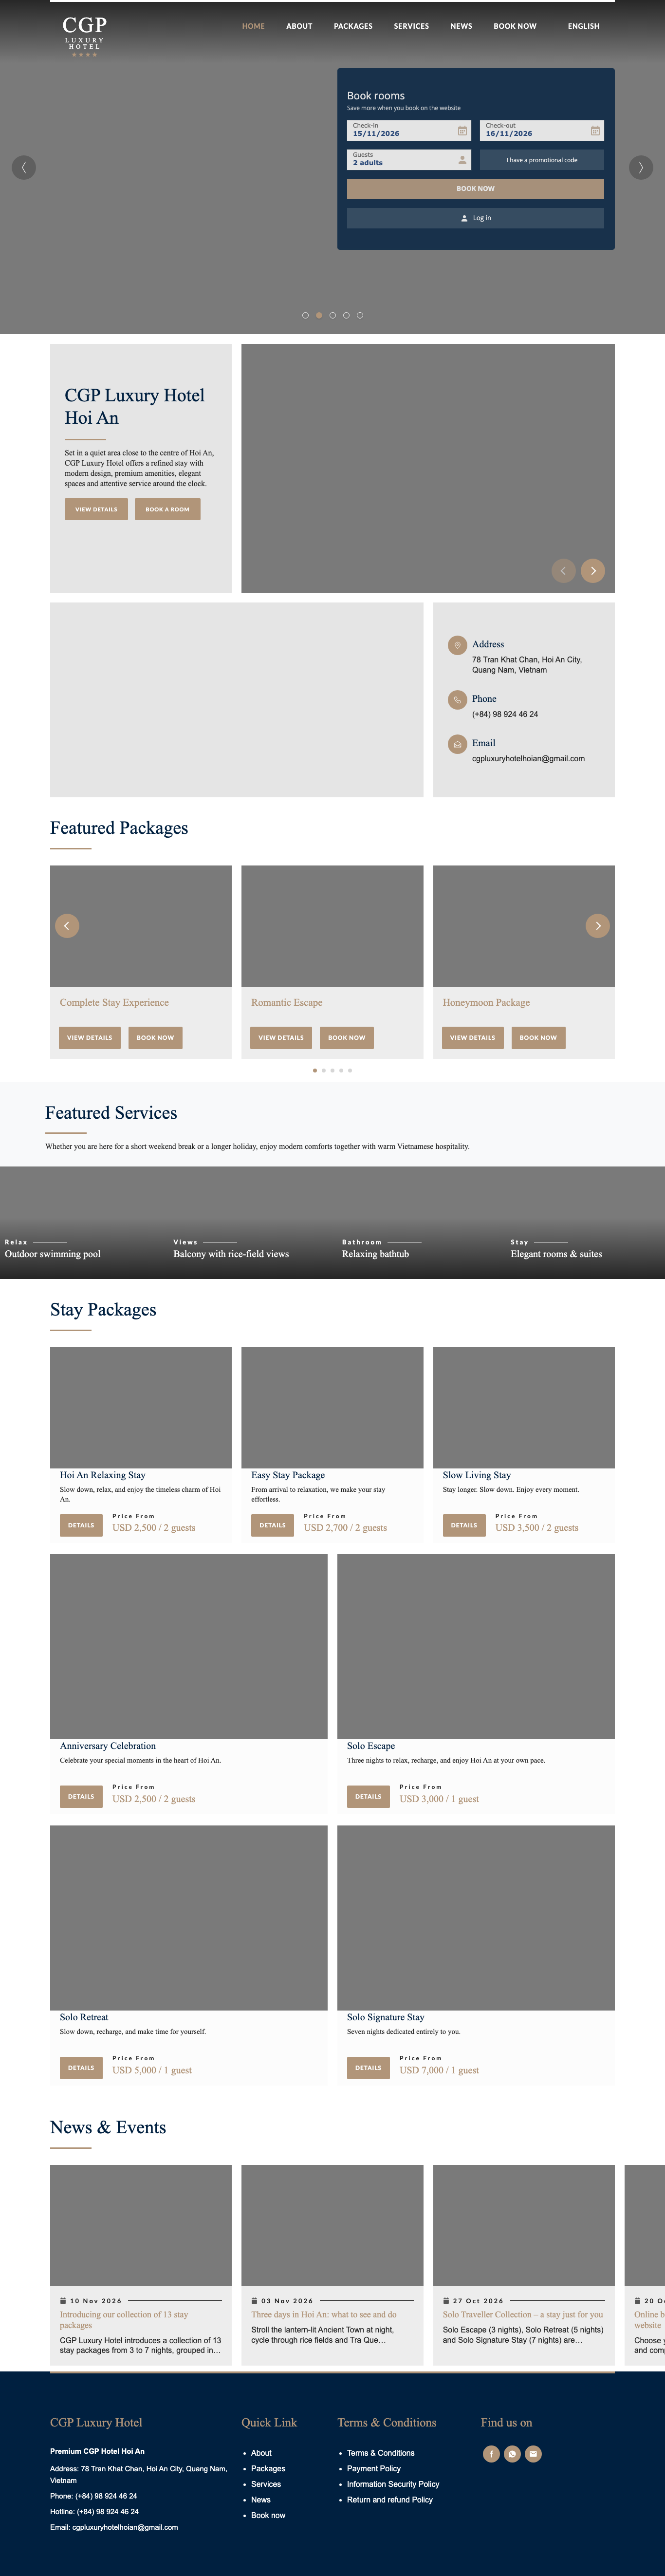 CGP
LUXURY
HOTEL
HOME
ABOUT
PACKAGES
SERVICES
NEWS
BOOK NOW
ENGLISH
Book rooms
Save more when you book on the website
Check-in
15/11/2026
Check-out
16/11/2026
Guests
2 adults
I have a promotional code
BOOK NOW
Log in
CGP Luxury Hotel
Hoi An
Set in a quiet area close to the centre of Hoi An,
CGP Luxury Hotel offers a refined stay with
modern design, premium amenities, elegant
spaces and attentive service around the clock.
VIEW DETAILS
BOOK A ROOM
Address
78 Tran Khat Chan, Hoi An City,
Quang Nam, Vietnam
Phone
(+84) 98 924 46 24
Email
cgpluxuryhotelhoian@gmail.com
Featured Packages
Complete Stay Experience
VIEW DETAILS
BOOK NOW
Romantic Escape
VIEW DETAILS
BOOK NOW
Honeymoon Package
VIEW DETAILS
BOOK NOW
Featured Services
Whether you are here for a short weekend break or a longer holiday, enjoy modern comforts together with warm Vietnamese hospitality.
Relax
Outdoor swimming pool
Views
Balcony with rice-field views
Bathroom
Relaxing bathtub
Stay
Elegant rooms & suites
Stay Packages
Hoi An Relaxing Stay
Slow down, relax, and enjoy the timeless charm of Hoi
An.
DETAILS
Price From
USD 2,500 / 2 guests
Easy Stay Package
From arrival to relaxation, we make your stay
effortless.
DETAILS
Price From
USD 2,700 / 2 guests
Slow Living Stay
Stay longer. Slow down. Enjoy every moment.
DETAILS
Price From
USD 3,500 / 2 guests
Anniversary Celebration
Celebrate your special moments in the heart of Hoi An.
DETAILS
Price From
USD 2,500 / 2 guests
Solo Escape
Three nights to relax, recharge, and enjoy Hoi An at your own pace.
DETAILS
Price From
USD 3,000 / 1 guest
Solo Retreat
Slow down, recharge, and make time for yourself.
DETAILS
Price From
USD 5,000 / 1 guest
Solo Signature Stay
Seven nights dedicated entirely to you.
DETAILS
Price From
USD 7,000 / 1 guest
News & Events
10 Nov 2026
Introducing our collection of 13 stay
packages
CGP Luxury Hotel introduces a collection of 13
stay packages from 3 to 7 nights, grouped in…
03 Nov 2026
Three days in Hoi An: what to see and do
Stroll the lantern-lit Ancient Town at night,
cycle through rice fields and Tra Que…
27 Oct 2026
Solo Traveller Collection – a stay just for you
Solo Escape (3 nights), Solo Retreat (5 nights)
and Solo Signature Stay (7 nights) are…
20 O
Online b
website
Choose
and com
CGP Luxury Hotel
Premium CGP Hotel Hoi An
Address: 78 Tran Khat Chan, Hoi An City, Quang Nam,
Vietnam
Phone: (+84) 98 924 46 24
Hotline: (+84) 98 924 46 24
Email: cgpluxuryhotelhoian@gmail.com
Quick Link
About
Packages
Services
News
Book now
Terms & Conditions
Terms & Conditions
Payment Policy
Information Security Policy
Return and refund Policy
Find us on